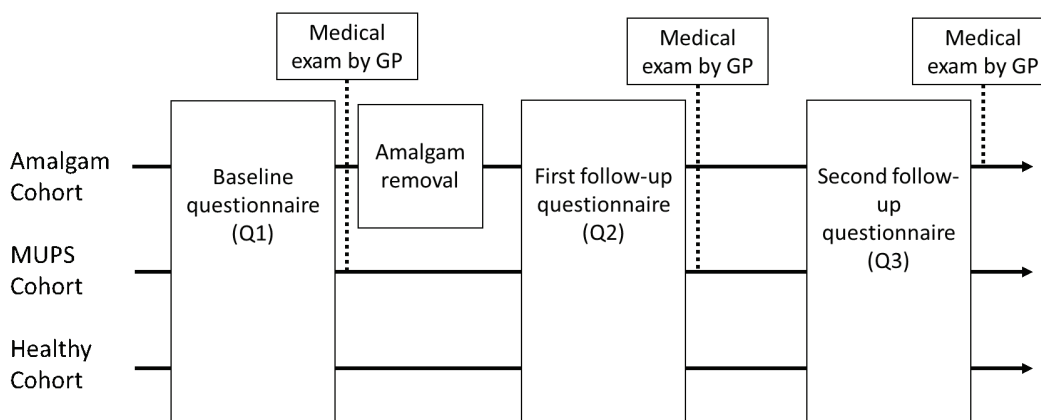 Medical
exam by GP
Medical
exam by GP
Medical
exam by GP
Amalgam
Cohort
MUPS
Cohort
Healthy
Cohort
Baseline
questionnaire
(Q1)
Amalgam
removal
First follow-up
questionnaire
(Q2)
Second follow-
up
questionnaire
(Q3)